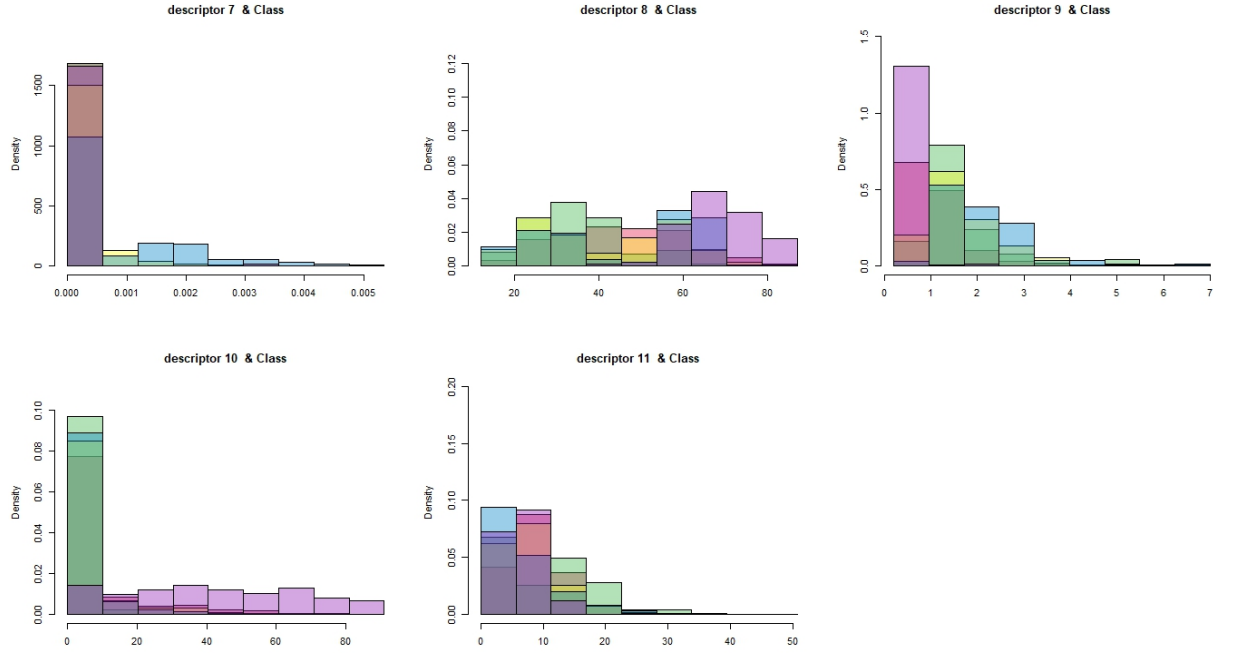 descriptor 7 & Class
descriptor 8 & Class
descriptor 9 & Class
Density
0 500 1000 1500
0.000 0.001 0.002 0.003 0.004 0.005
Density
0.00 0.02 0.04 0.06 0.08 0.10 0.12
20 40 60 80
Density
0.0 0.5 1.0 1.5
0 1 2 3 4 5 6 7
descriptor 10 & Class
descriptor 11 & Class
Density
0.00 0.02 0.04 0.06 0.08 0.10
0 20 40 60 80
Density
0.00 0.05 0.10 0.15 0.20
0 10 20 30 40 50